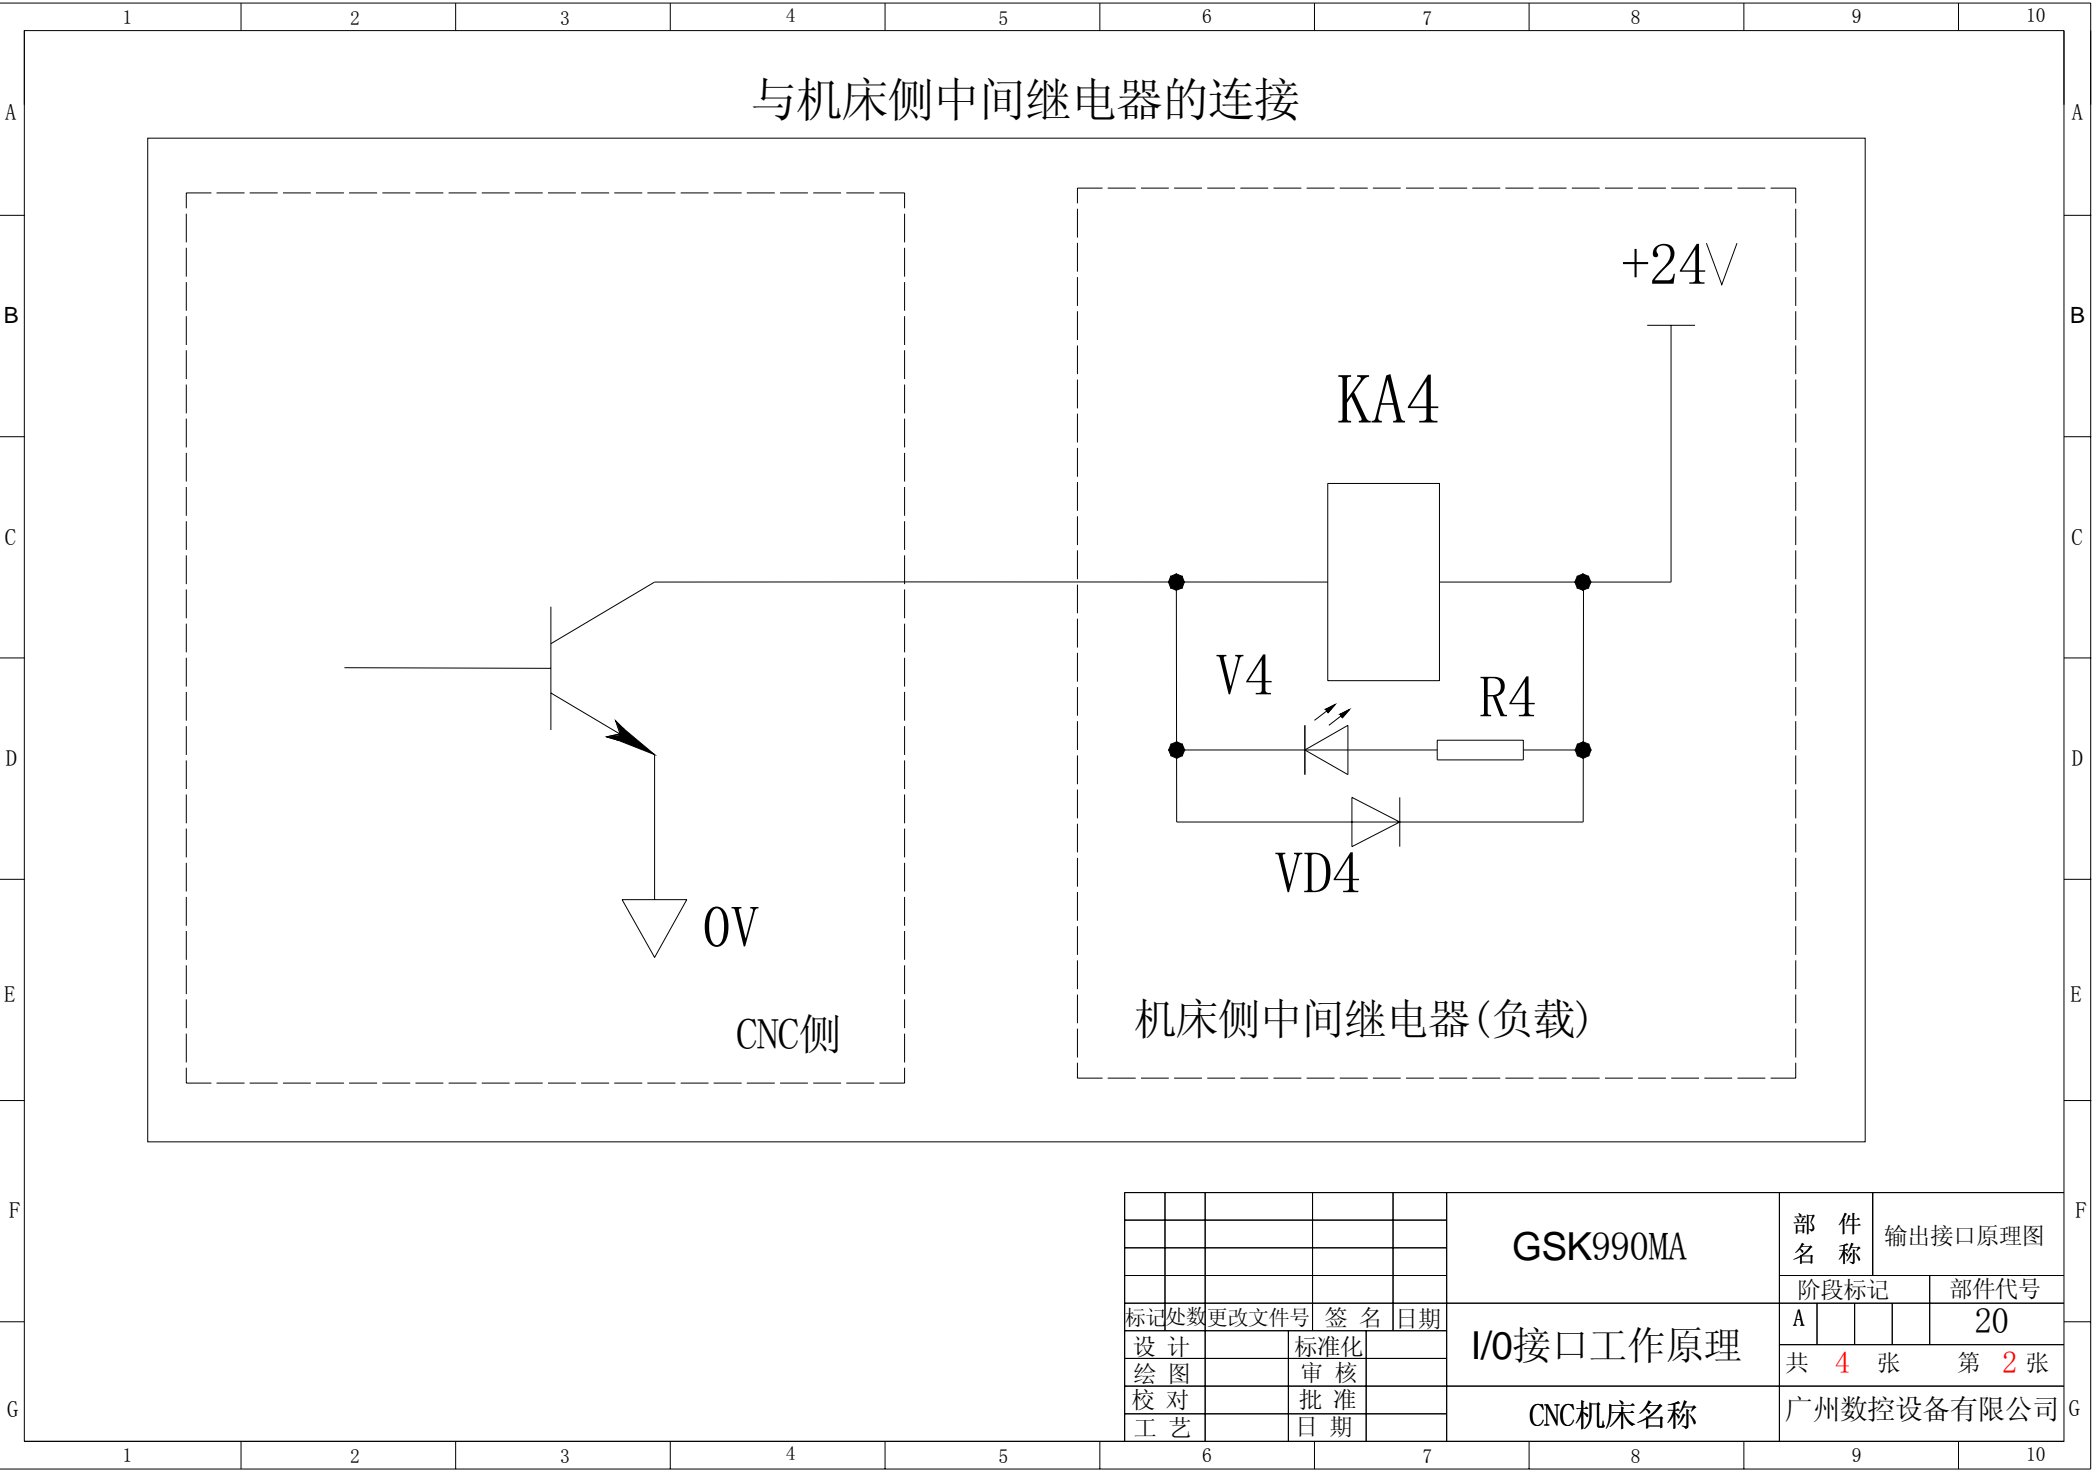 1 2 3 4 5 6 7 8 9 10
与机床侧中间继电器的连接
A A
+24V
B B
KA4
C C
V4
R4
D D
VD4
0V
E E
机床侧中间继电器(负载)
CNC侧
F F
GSK990MA
部 件
名 称
输出接口原理图
阶段标记 部件代号
标记 处数 更改文件号 签 名 日期
A 20
设 计 标准化
I/0接口工作原理
共 4 张 第 2 张
绘 图 审 核
校 对 批 准
CNC机床名称
广州数控设备有限公司
G G
工 艺 日 期
1 2 3 4 5 6 7 8 9 10